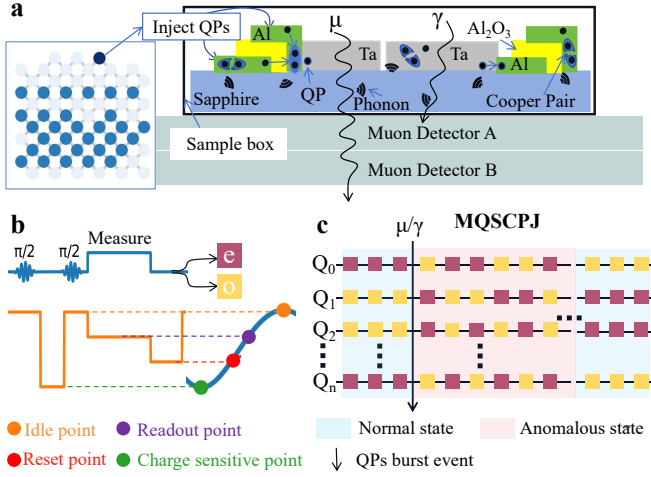 a
Inject QPs
Al
μ
γ
Al₂O₃
Ta
Ta
Al
Sapphire
QP
Phonon
Cooper Pair
Sample box
Muon Detector A
Muon Detector B
b
π/2
π/2
Measure
e
o
Idle point
Readout point
Reset point
Charge sensitive point
c
μ/γ
MQSCPJ
Q₀
Q₁
Q₂
Qₙ
Normal state
Anomalous state
QPs burst event